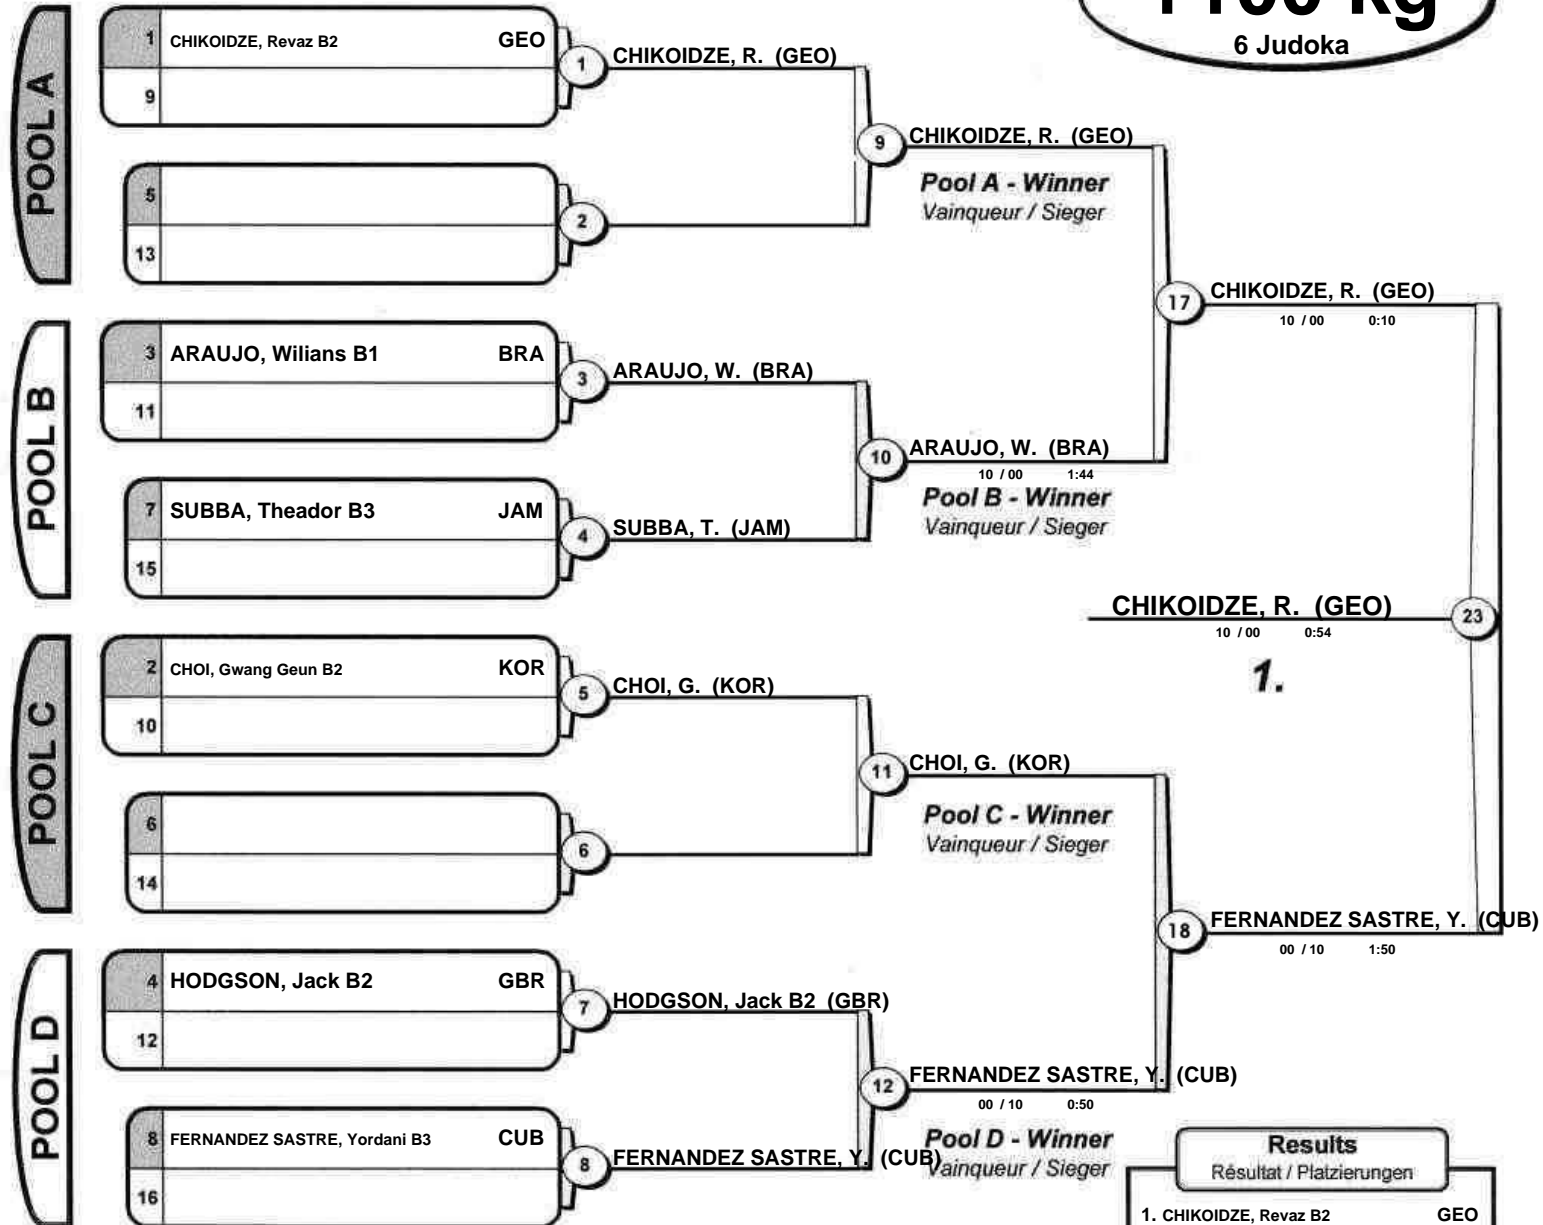 6 Judoka
POOL A
1 CHIKOIDZE, Revaz B2 GEO
9
1 CHIKOIDZE, R. (GEO)
5
13
2
9 CHIKOIDZE, R. (GEO)
Pool A - Winner
Vainqueur / Sieger
POOL B
3 ARAUJO, Wilians B1 BRA
11
3 ARAUJO, W. (BRA)
7 SUBBA, Theador B3 JAM
15
4 SUBBA, T. (JAM)
10 ARAUJO, W. (BRA)
10 / 00 1:44
Pool B - Winner
Vainqueur / Sieger
17 CHIKOIDZE, R. (GEO)
10 / 00 0:10
CHIKOIDZE, R. (GEO) 23
10 / 00 0:54
1.
POOL C
2 CHOI, Gwang Geun B2 KOR
10
5 CHOI, G. (KOR)
6
14
6
11 CHOI, G. (KOR)
Pool C - Winner
Vainqueur / Sieger
18 FERNANDEZ SASTRE, Y. (CUB)
00 / 10 1:50
POOL D
4 HODGSON, Jack B2 GBR
12
7 HODGSON, Jack B2 (GBR)
8 FERNANDEZ SASTRE, Yordani B3 CUB
16
8 FERNANDEZ SASTRE, Y. (CUB)
12 FERNANDEZ SASTRE, Y. (CUB)
00 / 10 0:50
Pool D - Winner
Vainqueur / Sieger
Results
Résultat / Platzierungen
1. CHIKOIDZE, Revaz B2 GEO